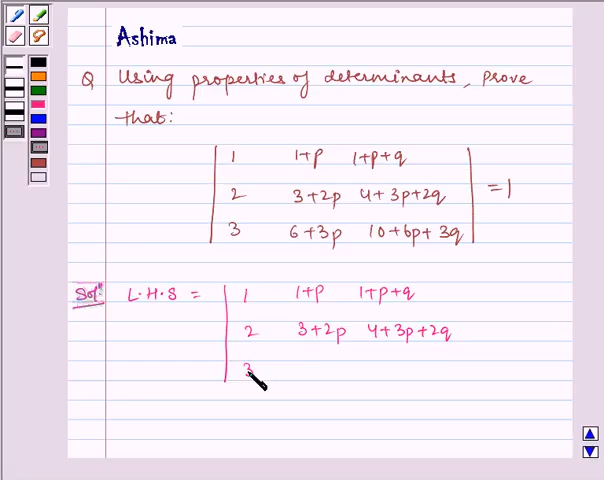 Ashima
Q Using properties of determinants, prove
that:
1 1+p 1+p+q
2 3+2p 4+3p+2q = 1
3 6+3p 10+6p+3q
Solⁿ: L.H.S = 1 1+p 1+p+q
2 3+2p 4+3p+2q
3